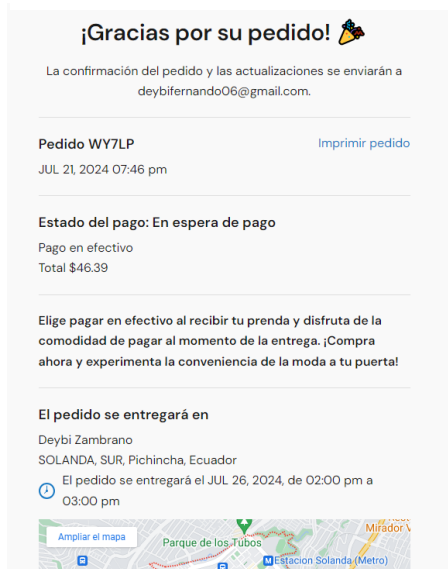 ¡Gracias por su pedido! 🎉
La confirmación del pedido y las actualizaciones se enviarán a
deybifernando06@gmail.com.
Pedido WY7LP
Imprimir pedido
JUL 21, 2024 07:46 pm
Estado del pago: En espera de pago
Pago en efectivo
Total $46.39
Elige pagar en efectivo al recibir tu prenda y disfruta de la
comodidad de pagar al momento de la entrega. ¡Compra
ahora y experimenta la conveniencia de la moda a tu puerta!
El pedido se entregará en
Deybi Zambrano
SOLANDA, SUR, Pichincha, Ecuador
El pedido se entregará el JUL 26, 2024, de 02:00 pm a
03:00 pm
Ampliar el mapa
Parque de los Tubos
Mirador
Estacion Solanda (Metro)